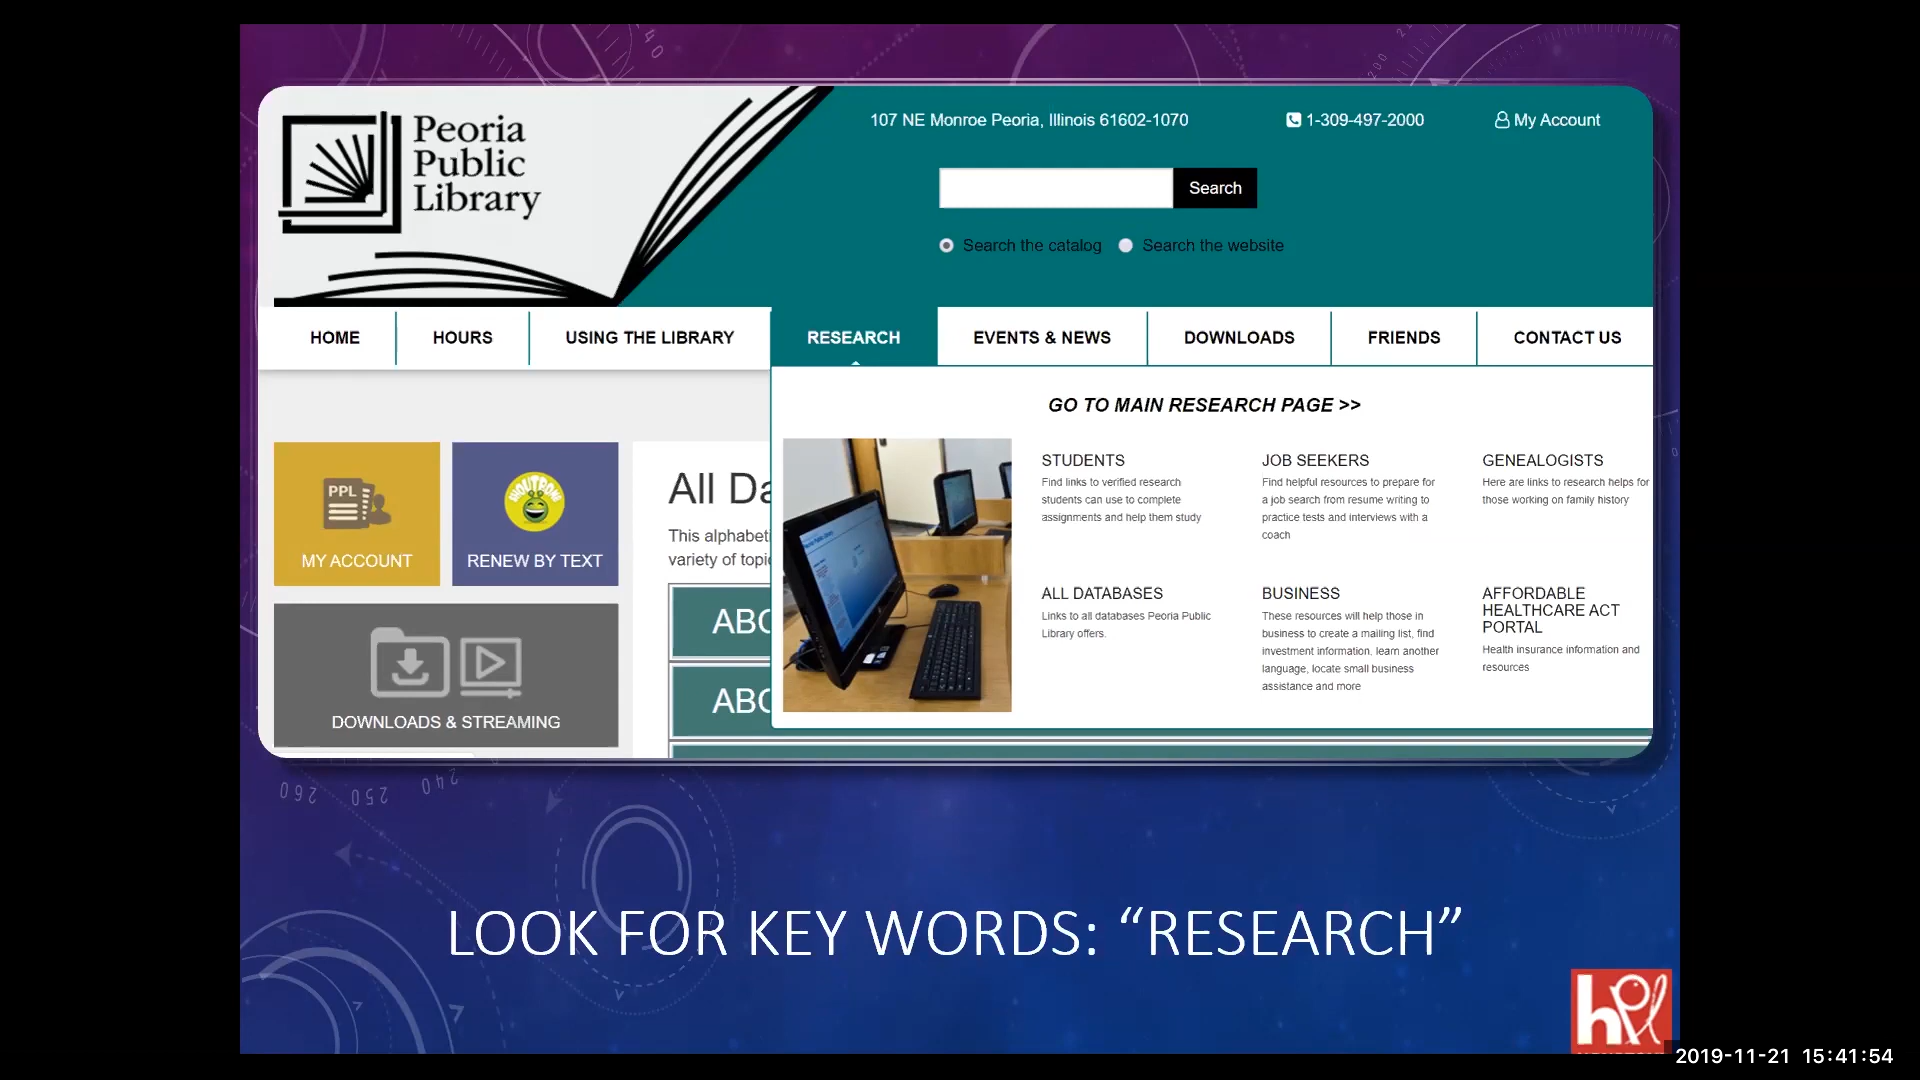 Peoria
Public
Library
107 NE Monroe Peoria, Illinois 61602-1070
1-309-497-2000
My Account
Search
Search the catalog
Search the website
HOME
HOURS
USING THE LIBRARY
RESEARCH
EVENTS & NEWS
DOWNLOADS
FRIENDS
CONTACT US
GO TO MAIN RESEARCH PAGE >>
STUDENTS
Find links to verified research
students can use to complete
assignments and help them study
JOB SEEKERS
Find helpful resources to prepare for
a job search from resume writing to
practice tests and interviews with a
coach
GENEALOGISTS
Here are links to research helps for
those working on family history
ALL DATABASES
Links to all databases Peoria Public
Library offers.
BUSINESS
These resources will help those in
business to create a mailing list, find
investment information, learn another
language, locate small business
assistance and more
AFFORDABLE
HEALTHCARE ACT
PORTAL
Health insurance information and
resources
PPL
MY ACCOUNT
SHOUTBOMB
RENEW BY TEXT
DOWNLOADS & STREAMING
All Da
This alphabeti
variety of topi
ABC
ABC
40
200
260
250
240
LOOK FOR KEY WORDS: “RESEARCH”
hpl
2019-11-21 15:41:54